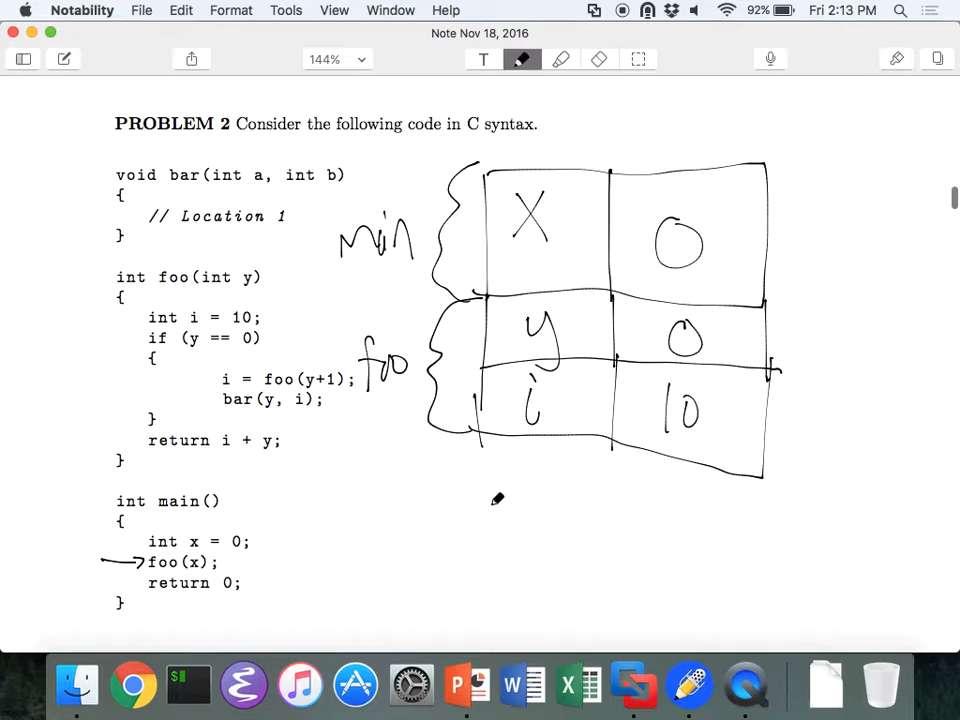 Notability File Edit Format Tools View Window Help 92% Fri 2:13 PM
Note Nov 18, 2016
144% T
PROBLEM 2 Consider the following code in C syntax.
void bar(int a, int b)
{
// Location 1
}
int foo(int y)
{
int i = 10;
if (y == 0)
{
i = foo(y+1);
bar(y, i);
}
return i + y;
}
int main()
{
int x = 0;
foo(x);
return 0;
}
min X 0
foo y 0
i 10
$
P W X